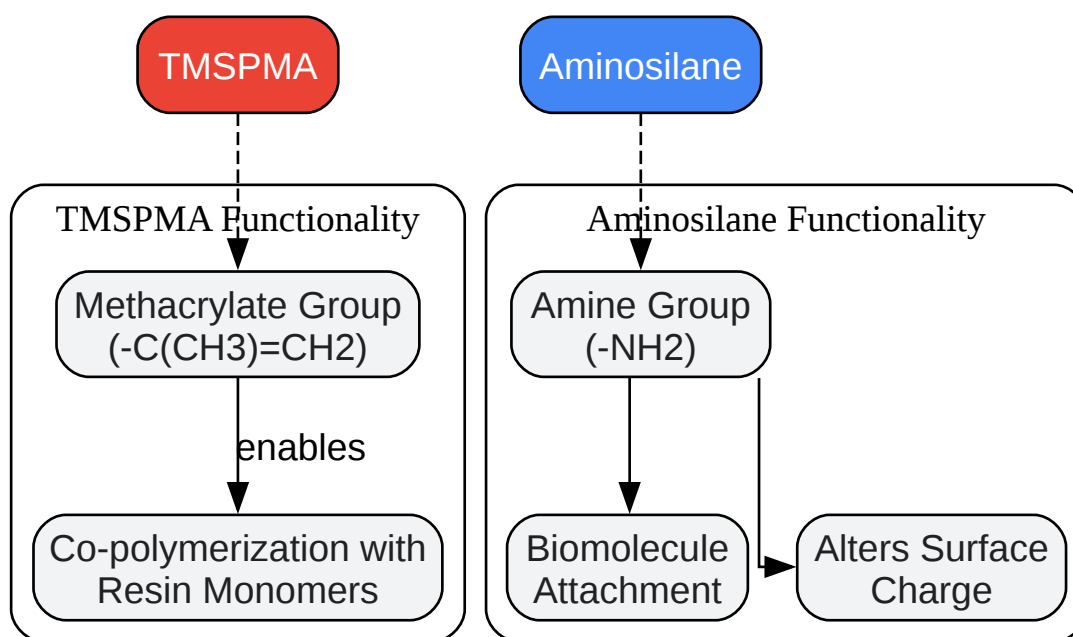 TMSPMA
Aminosilane
TMSPMA Functionality
Methacrylate Group
(-C(CH3)=CH2)
enables
Co-polymerization with
Resin Monomers
Aminosilane Functionality
Amine Group
(-NH2)
Biomolecule
Attachment
Alters Surface
Charge